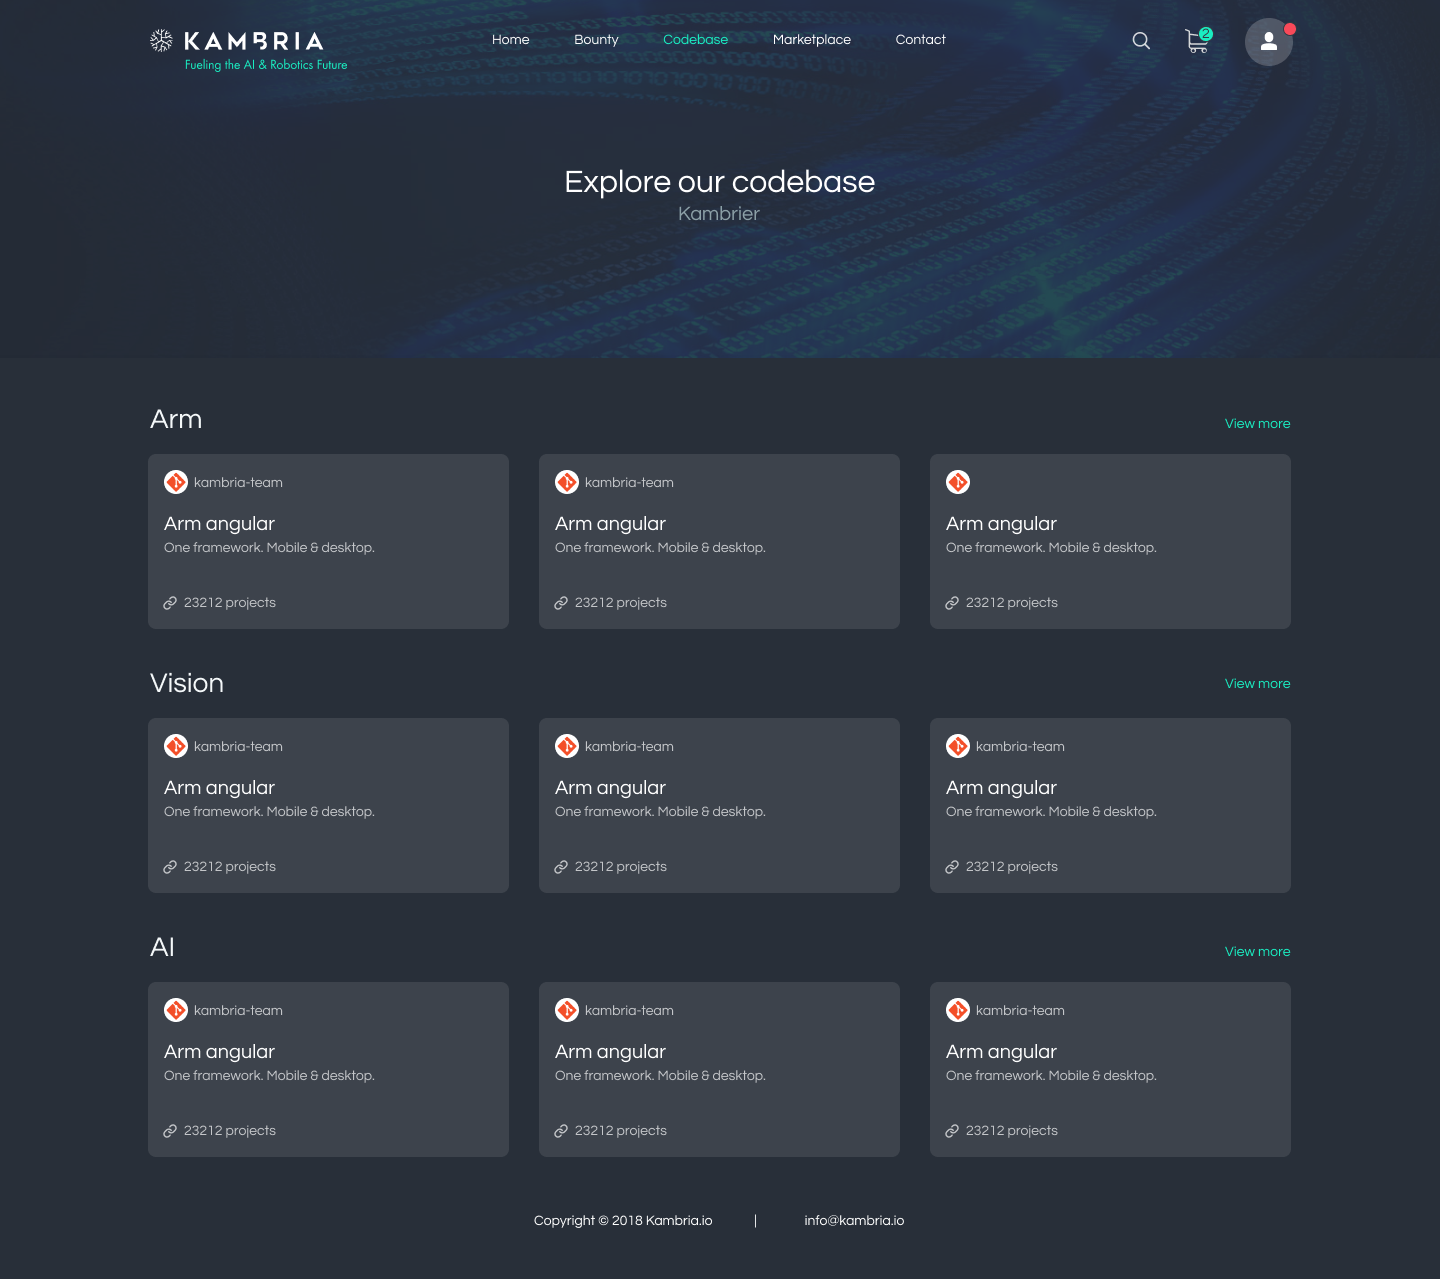 KAMBRIA
Fueling the AI & Robotics Future
Home Bounty Codebase Marketplace Contact
2
Explore our codebase
Kambrier
Arm
View more
kambria-team
Arm angular
One framework. Mobile & desktop.
23212 projects
kambria-team
Arm angular
One framework. Mobile & desktop.
23212 projects
Arm angular
One framework. Mobile & desktop.
23212 projects
Vision
View more
kambria-team
Arm angular
One framework. Mobile & desktop.
23212 projects
kambria-team
Arm angular
One framework. Mobile & desktop.
23212 projects
kambria-team
Arm angular
One framework. Mobile & desktop.
23212 projects
AI
View more
kambria-team
Arm angular
One framework. Mobile & desktop.
23212 projects
kambria-team
Arm angular
One framework. Mobile & desktop.
23212 projects
kambria-team
Arm angular
One framework. Mobile & desktop.
23212 projects
Copyright © 2018 Kambria.io | info@kambria.io